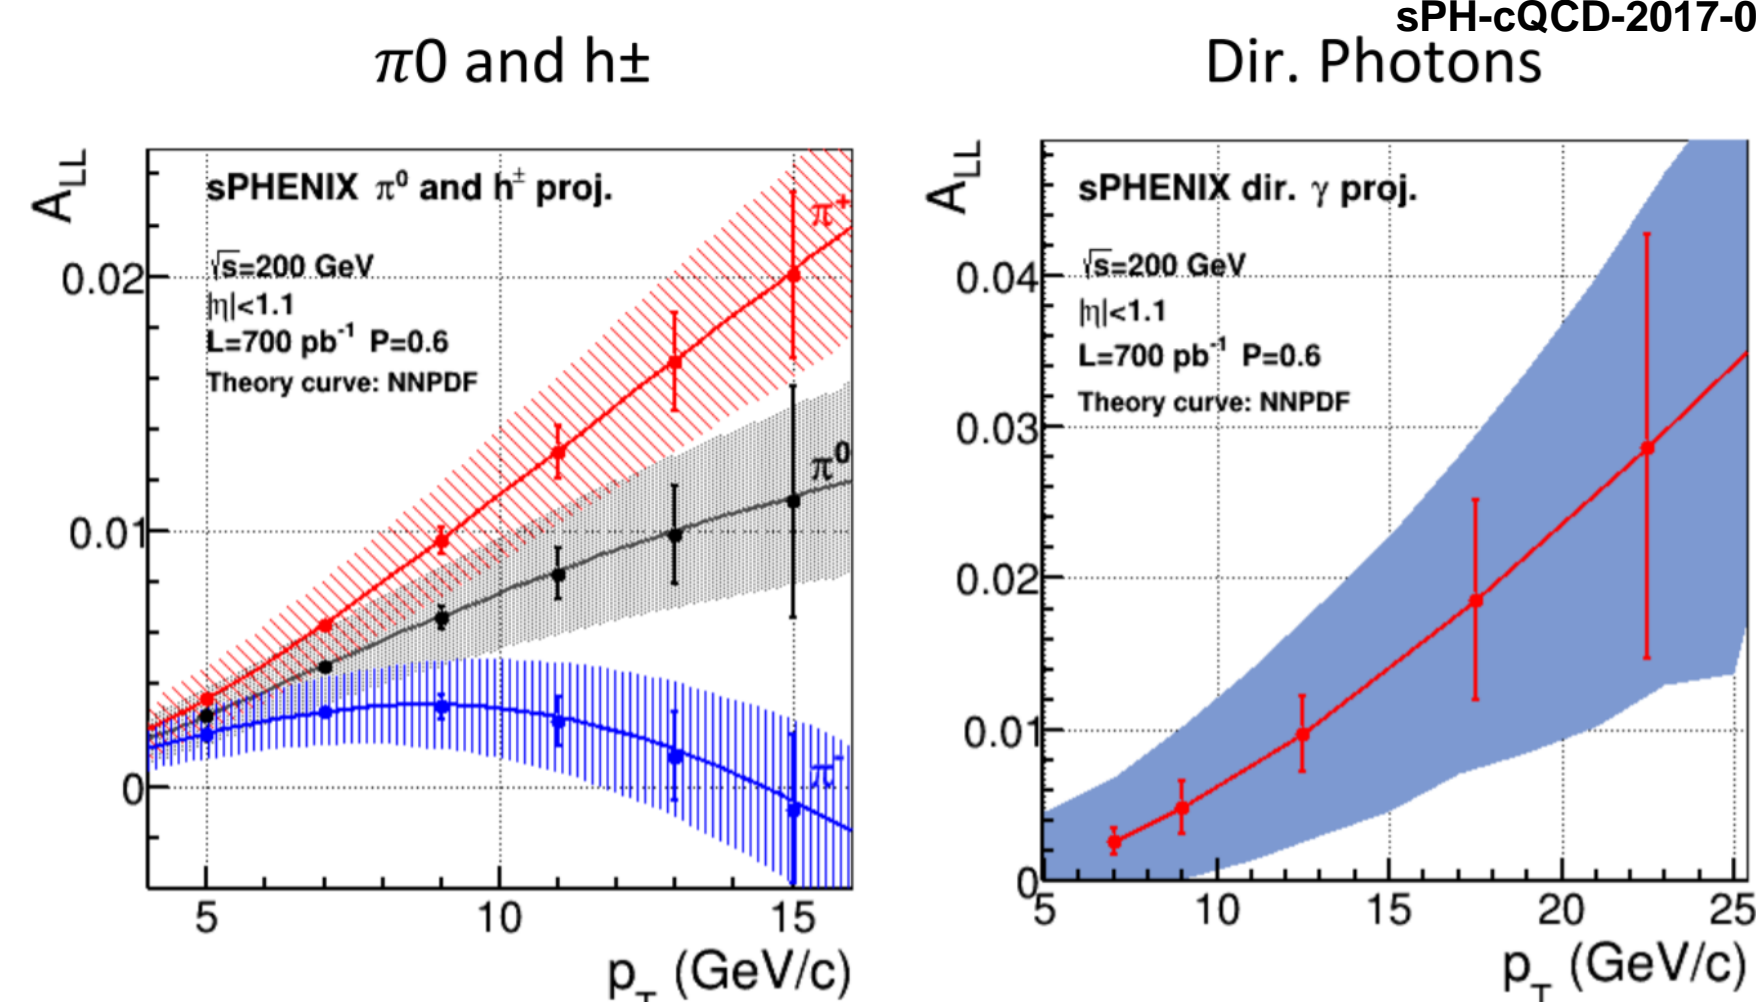 sPH-cQCD-2017-0
π0 and h±
Dir. Photons
A_LL
sPHENIX π⁰ and h± proj.
√s=200 GeV
|η|<1.1
L=700 pb⁻¹ P=0.6
Theory curve: NNPDF
π⁺
π⁰
π⁻
0.02
0.01
0
5 10 15
p_T (GeV/c)
A_LL
sPHENIX dir. γ proj.
√s=200 GeV
|η|<1.1
L=700 pb⁻¹ P=0.6
Theory curve: NNPDF
0.04
0.03
0.02
0.01
0
5 10 15 20 25
p_T (GeV/c)